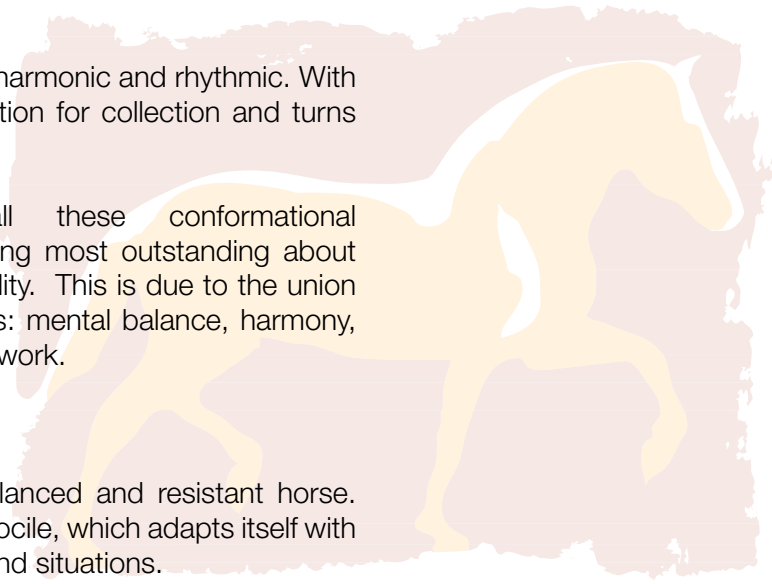 harmonic and rhythmic. With
tion for collection and turns
these conformational
ng most outstanding about
lity. This is due to the union
s: mental balance, harmony,
work.
lanced and resistant horse.
ocile, which adapts itself with
nd situations.